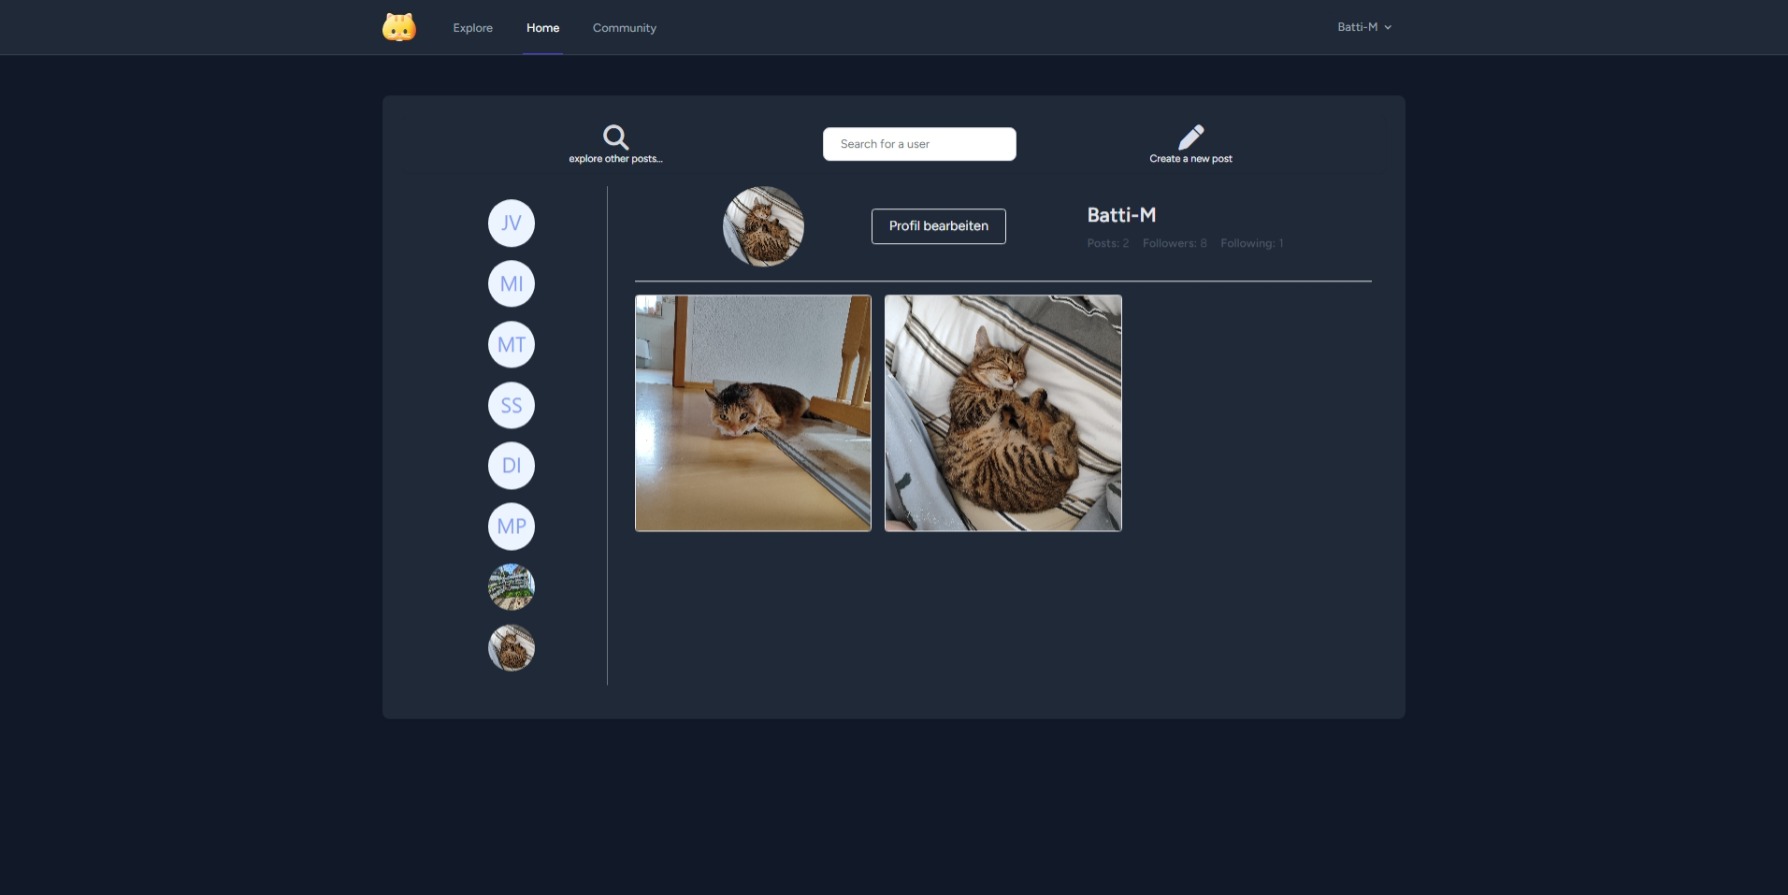 Explore
Home
Community
Batti-M
explore other posts...
Search for a user
Create a new post
JV
MI
MT
SS
DI
MP
Profil bearbeiten
Batti-M
Posts: 2 Followers: 8 Following: 1